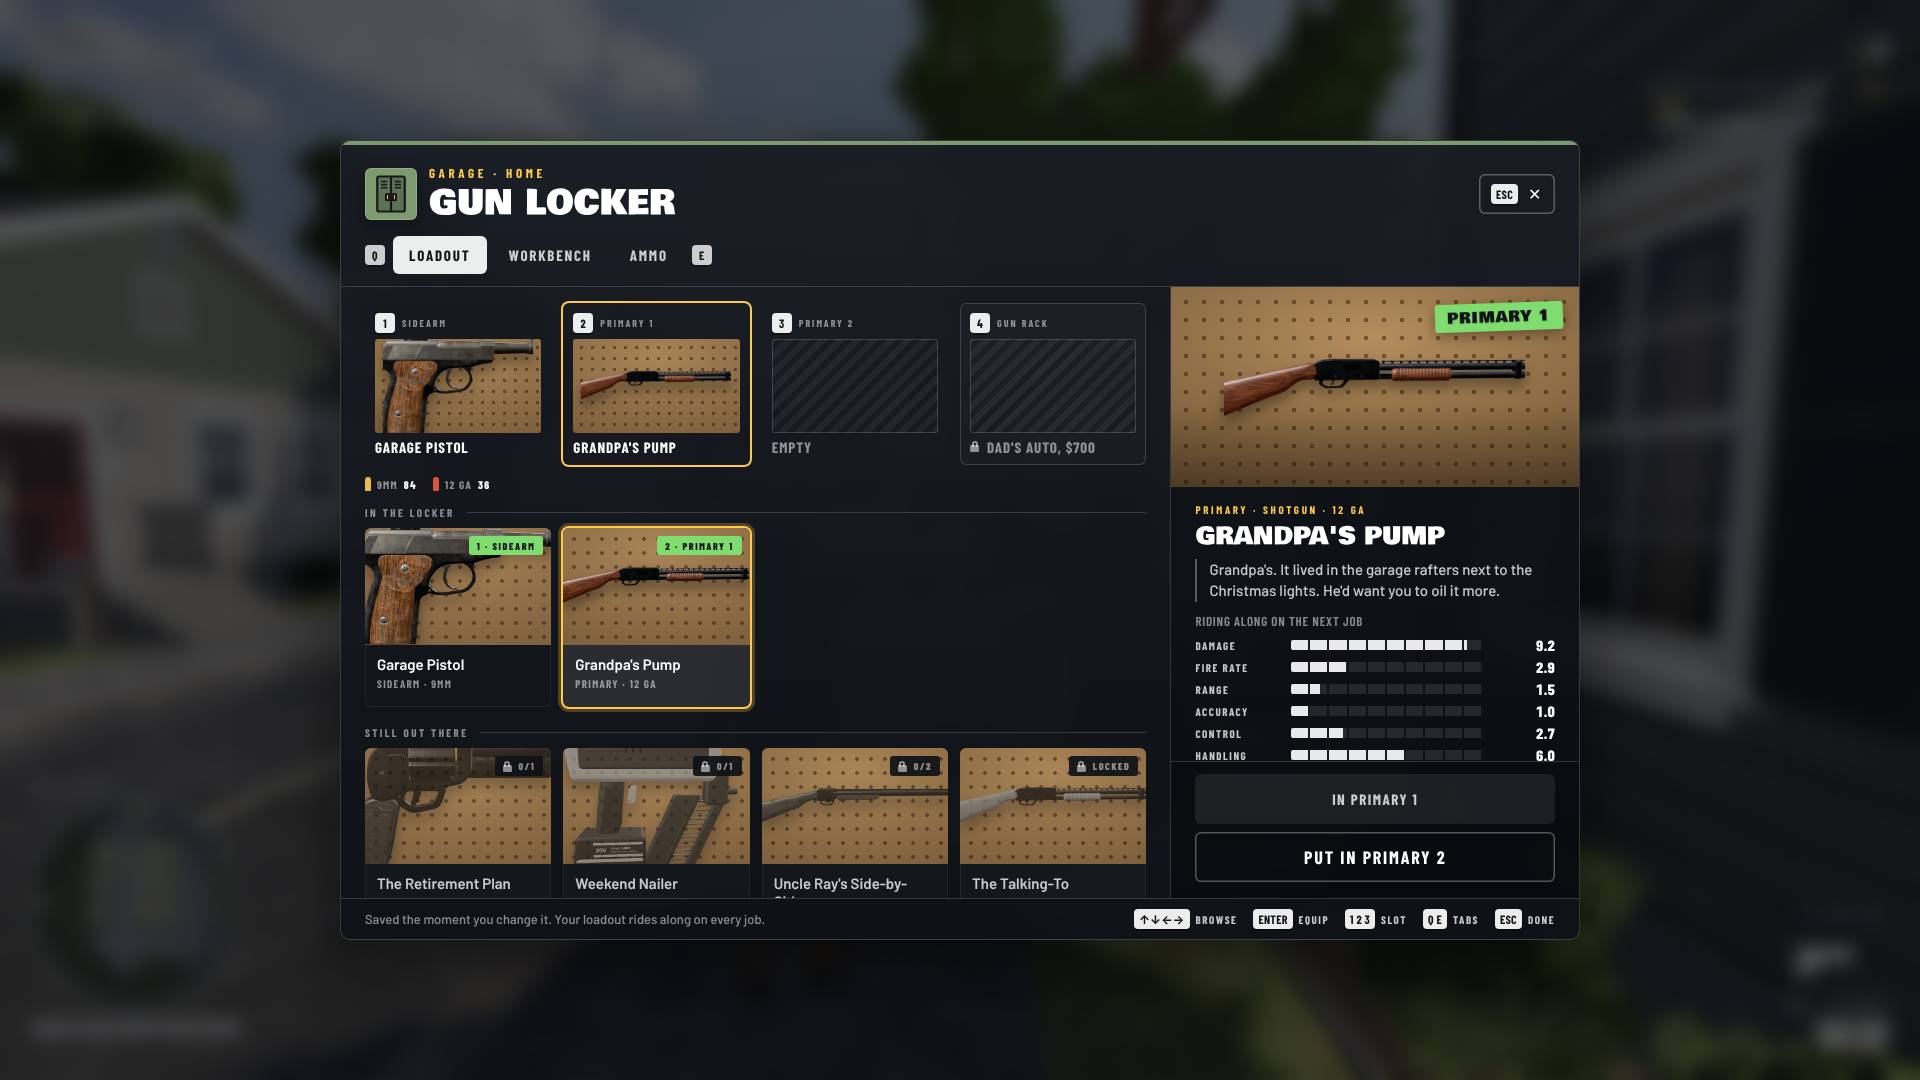 GARAGE · HOME
GUN LOCKER
ESC ×
Q LOADOUT WORKBENCH AMMO E
1 SIDEARM
GARAGE PISTOL
2 PRIMARY 1
GRANDPA'S PUMP
3 PRIMARY 2
EMPTY
4 GUN RACK
DAD'S AUTO, $700
9MM 84 12 GA 36
IN THE LOCKER
1 · SIDEARM
Garage Pistol
SIDEARM · 9MM
2 · PRIMARY 1
Grandpa's Pump
PRIMARY · 12 GA
STILL OUT THERE
0/1
The Retirement Plan
0/1
20V
Weekend Nailer
0/2
Uncle Ray's Side-by-
LOCKED
The Talking-To
PRIMARY 1
PRIMARY · SHOTGUN · 12 GA
GRANDPA'S PUMP
Grandpa's. It lived in the garage rafters next to the
Christmas lights. He'd want you to oil it more.
RIDING ALONG ON THE NEXT JOB
DAMAGE 9.2
FIRE RATE 2.9
RANGE 1.5
ACCURACY 1.0
CONTROL 2.7
HANDLING 6.0
IN PRIMARY 1
PUT IN PRIMARY 2
Saved the moment you change it. Your loadout rides along on every job.
↑↓←→ BROWSE ENTER EQUIP 1 2 3 SLOT Q E TABS ESC DONE